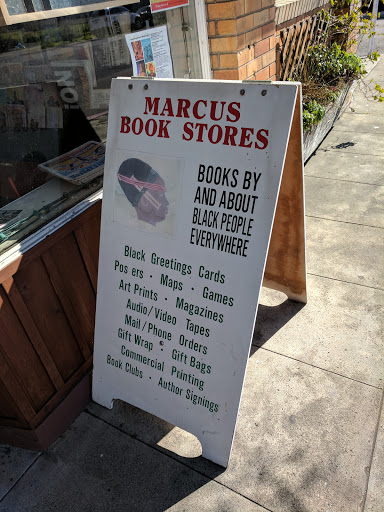 MARCUS
BOOK STORES
BOOKS BY
AND ABOUT
BLACK PEOPLE
EVERYWHERE
Black Greetings Cards
Pos ers • Maps • Games
Art Prints • Magazines
Audio/Video Tapes
Mail/Phone Orders
Gift Wrap • Gift Bags
Commercial Printing
Book Clubs • Author Signings